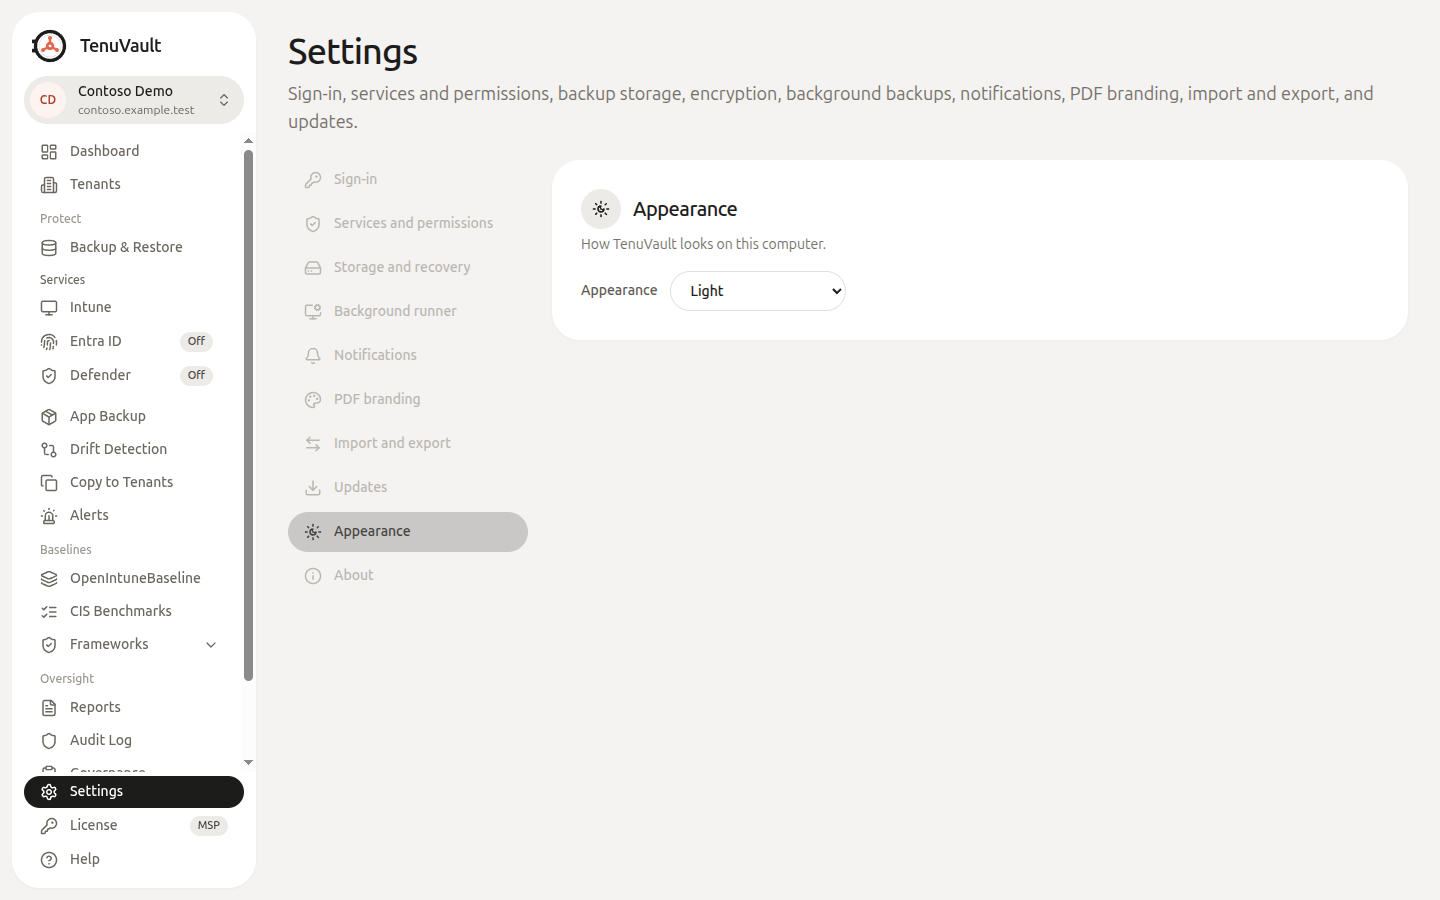 TenuVault
CD
Contoso Demo
contoso.example.test
Dashboard
Tenants
Protect
Backup & Restore
Services
Intune
Entra ID Off
Defender Off
App Backup
Drift Detection
Copy to Tenants
Alerts
Baselines
OpenIntuneBaseline
CIS Benchmarks
Frameworks
Oversight
Reports
Audit Log
Governance
Settings
License MSP
Help
Settings
Sign-in, services and permissions, backup storage, encryption, background backups, notifications, PDF branding, import and export, and
updates.
Sign-in
Services and permissions
Storage and recovery
Background runner
Notifications
PDF branding
Import and export
Updates
Appearance
About
Appearance
How TenuVault looks on this computer.
Appearance Light